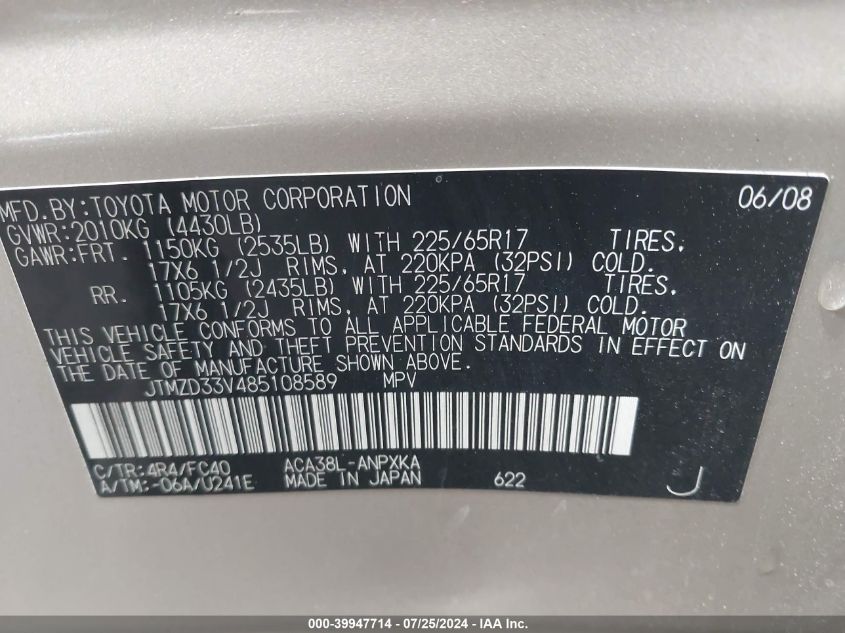 MFD.BY:TOYOTA MOTOR CORPORATION 06/08
GVWR:2010KG (4430LB)
GAWR:FRT. 1150KG (2535LB) WITH 225/65R17 TIRES.
17X6 1/2J RIMS, AT 220KPA (32PSI) COLD.
RR. 1105KG (2435LB) WITH 225/65R17 TIRES.
17X6 1/2J RIMS, AT 220KPA (32PSI) COLD.
THIS VEHICLE CONFORMS TO ALL APPLICABLE FEDERAL MOTOR
VEHICLE SAFETY AND THEFT PREVENTION STANDARDS IN EFFECT ON
THE DATE OF MANUFACTURE SHOWN ABOVE.
JTMZD33V485108589 MPV
C/TR:4R4/FC40 ACA38L-ANPXKA
A/TM:-06A/U241E MADE IN JAPAN 622 J
000-39947714 - 07/25/2024 - IAA Inc.